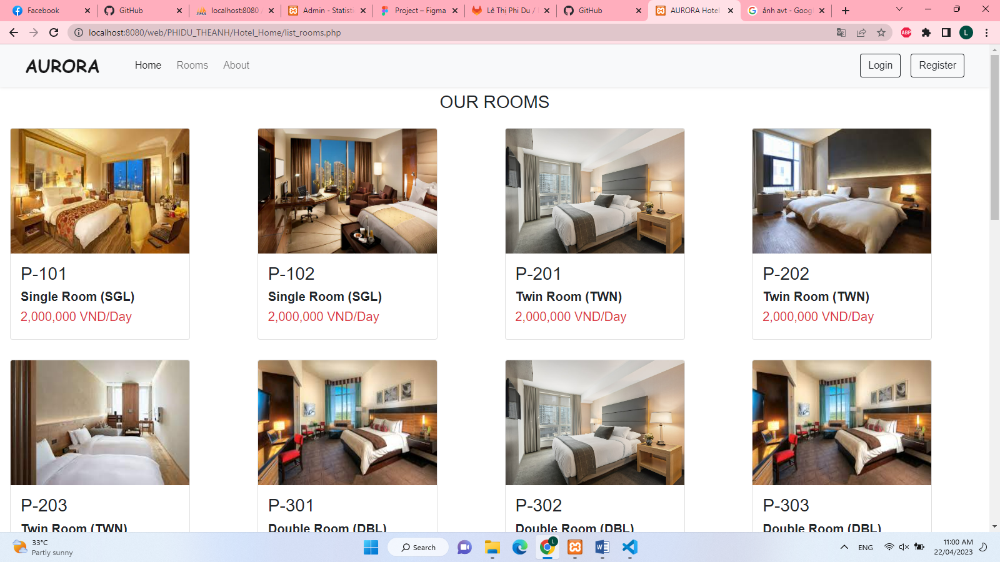 Facebook
GitHub
localhost:8080 /
Admin - Statisti
Project – Figma
Lê Thị Phi Du /
GitHub
AURORA Hotel
ảnh avt - Goog
localhost:8080/web/PHIDU_THEANH/Hotel_Home/list_rooms.php
ABP
L
AURORA
Home
Rooms
About
Login
Register
OUR ROOMS
P-101
Single Room (SGL)
2,000,000 VND/Day
P-102
Single Room (SGL)
2,000,000 VND/Day
P-201
Twin Room (TWN)
2,000,000 VND/Day
P-202
Twin Room (TWN)
2,000,000 VND/Day
P-203
Twin Room (TWN)
P-301
Double Room (DBL)
P-302
Double Room (DBL)
P-303
Double Room (DBL)
33°C
Partly sunny
Search
L
ENG
11:00 AM
22/04/2023